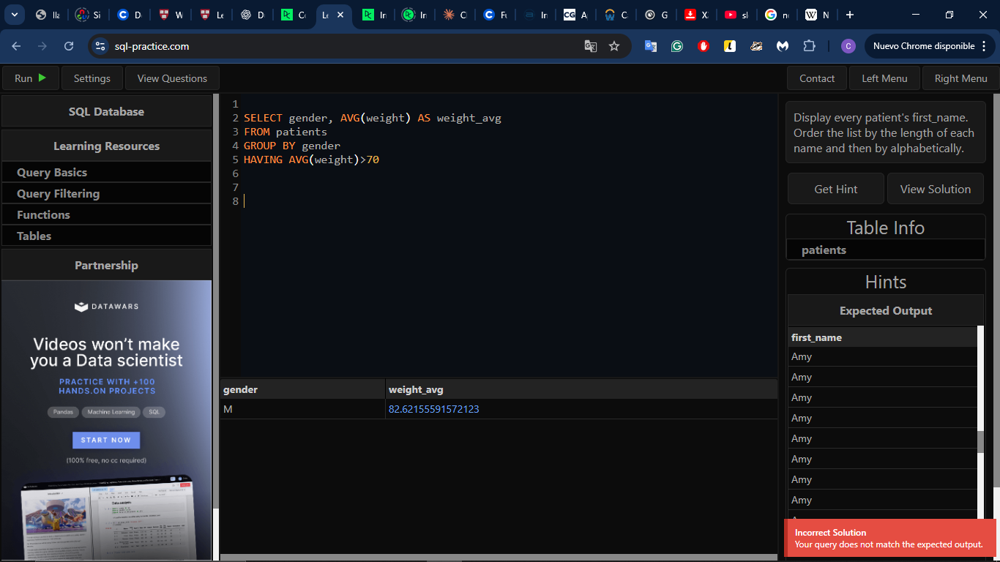 Ila
Si
D
W
Le
D
Co
Le
In
In
Cl
Fu
In
A
C
G
X
sl
n
N
sql-practice.com
Nuevo Chrome disponible
Run
Settings
View Questions
Contact
Left Menu
Right Menu
SQL Database
Learning Resources
Query Basics
Query Filtering
Functions
Tables
Partnership
DATAWARS
Videos won't make
you a Data scientist
PRACTICE WITH +100
HANDS.ON PROJECTS
Pandas
Machine Learning
SQL
START NOW
(100% free, no cc required)
1
2 SELECT gender, AVG(weight) AS weight_avg
3 FROM patients
4 GROUP BY gender
5 HAVING AVG(weight)>70
6
7
8
gender weight_avg
M 82.62155591572123
Display every patient's first_name.
Order the list by the length of each
name and then by alphabetically.
Get Hint
View Solution
Table Info
patients
Hints
Expected Output
first_name
Amy
Amy
Amy
Amy
Amy
Amy
Amy
Amy
Incorrect Solution
Your query does not match the expected output.